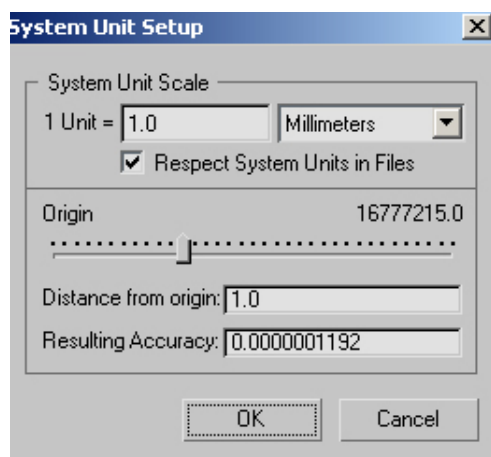 System Unit Setup
System Unit Scale
1 Unit = 1.0 Millimeters
Respect System Units in Files
Origin 16777215.0
Distance from origin: 1.0
Resulting Accuracy: 0.0000001192
OK Cancel